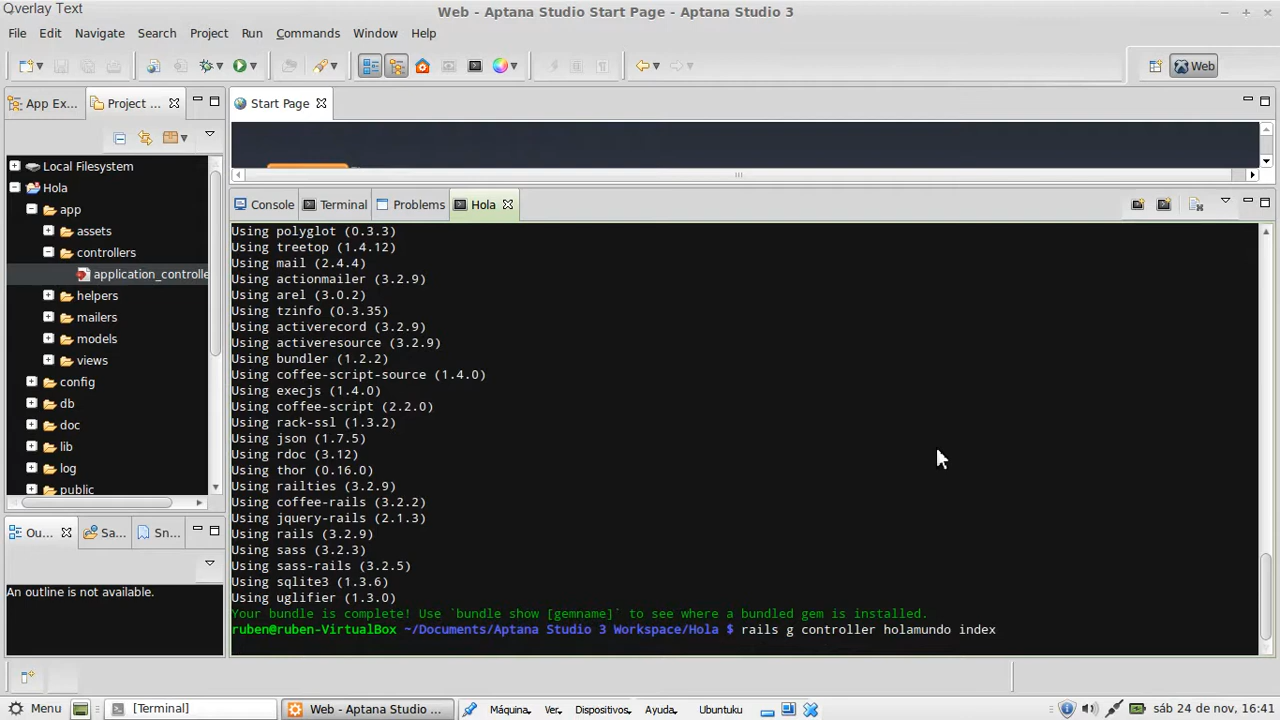 Qverlay Text
Web - Aptana Studio Start Page - Aptana Studio 3
File Edit Navigate Search Project Run Commands Window Help
Web
App Ex... Project ...
Start Page
Local Filesystem
Hola
app
assets
controllers
application_controlle
helpers
mailers
models
views
config
db
doc
lib
log
public
Console Terminal Problems Hola
Using polyglot (0.3.3)
Using treetop (1.4.12)
Using mail (2.4.4)
Using actionmailer (3.2.9)
Using arel (3.0.2)
Using tzinfo (0.3.35)
Using activerecord (3.2.9)
Using activeresource (3.2.9)
Using bundler (1.2.2)
Using coffee-script-source (1.4.0)
Using execjs (1.4.0)
Using coffee-script (2.2.0)
Using rack-ssl (1.3.2)
Using json (1.7.5)
Using rdoc (3.12)
Using thor (0.16.0)
Using railties (3.2.9)
Using coffee-rails (3.2.2)
Using jquery-rails (2.1.3)
Using rails (3.2.9)
Using sass (3.2.3)
Using sass-rails (3.2.5)
Using sqlite3 (1.3.6)
Using uglifier (1.3.0)
Your bundle is complete! Use `bundle show [gemname]` to see where a bundled gem is installed.
ruben@ruben-VirtualBox ~/Documents/Aptana Studio 3 Workspace/Hola $ rails g controller holamundo index
Ou... Sa... Sn...
An outline is not available.
Menu [Terminal] Web - Aptana Studio ... Máquina Ver Dispositivos Ayuda Ubuntuku sáb 24 de nov, 16:41